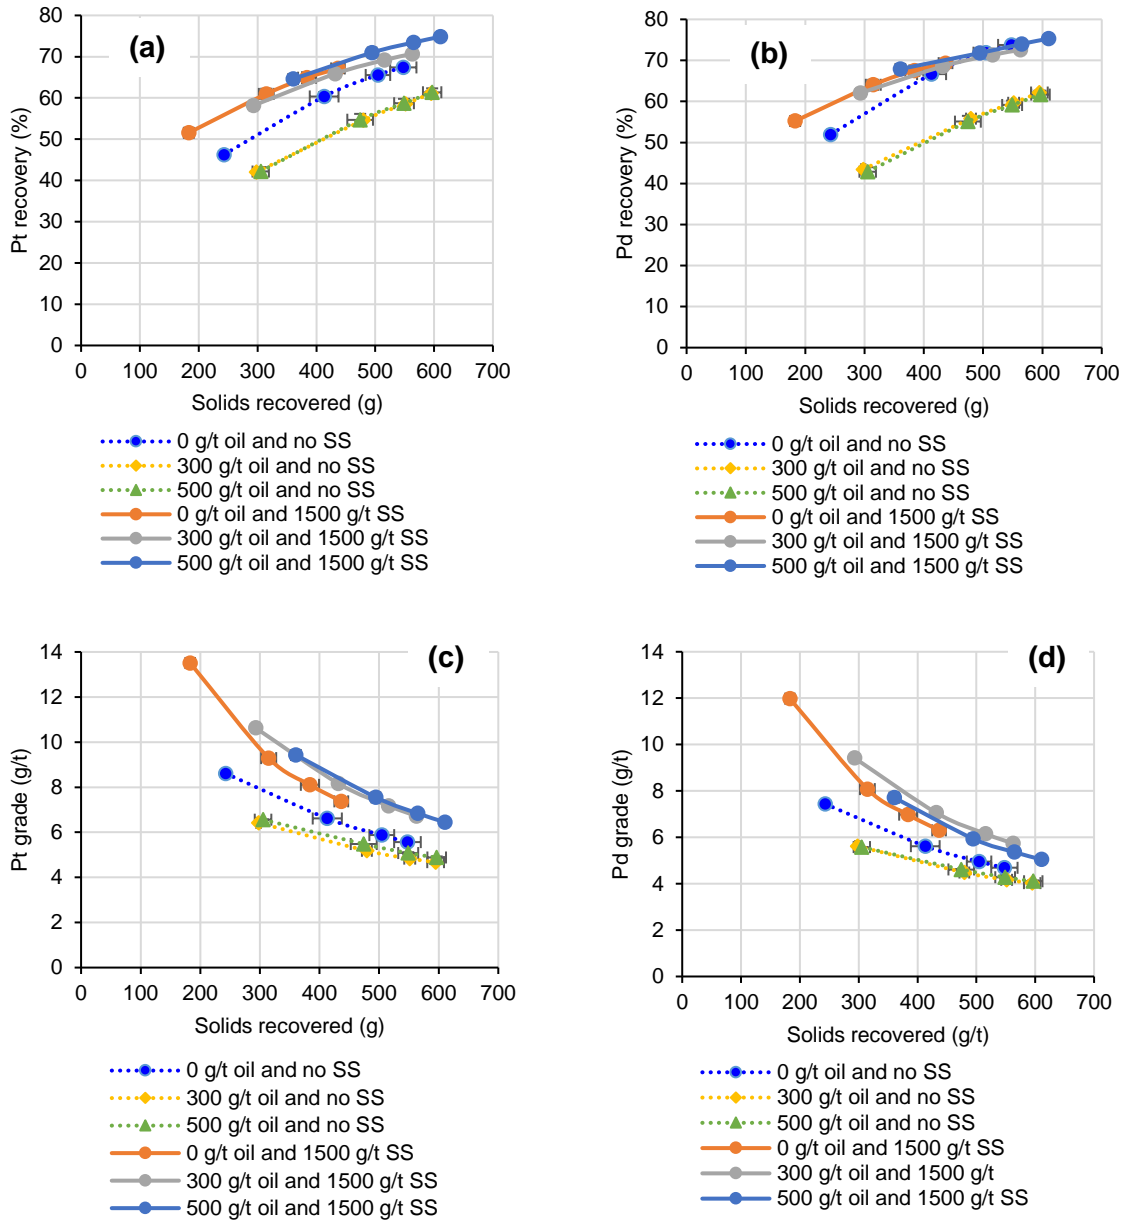 (a)
Pt recovery (%)
80
70
60
50
40
30
20
10
0
0 100 200 300 400 500 600 700
Solids recovered (g)
0 g/t oil and no SS
300 g/t oil and no SS
500 g/t oil and no SS
0 g/t oil and 1500 g/t SS
300 g/t oil and 1500 g/t SS
500 g/t oil and 1500 g/t SS
(b)
Pd recovery (%)
80
70
60
50
40
30
20
10
0
0 100 200 300 400 500 600 700
Solids recovered (g)
0 g/t oil and no SS
300 g/t oil and no SS
500 g/t oil and no SS
0 g/t oil and 1500 g/t SS
300 g/t oil and 1500 g/t SS
500 g/t oil and 1500 g/t SS
(c)
Pt grade (g/t)
14
12
10
8
6
4
2
0
0 100 200 300 400 500 600 700
Solids recovered (g)
0 g/t oil and no SS
300 g/t oil and no SS
500 g/t oil and no SS
0 g/t oil and 1500 g/t SS
300 g/t oil and 1500 g/t SS
500 g/t oil and 1500 g/t SS
(d)
Pd grade (g/t)
14
12
10
8
6
4
2
0
0 100 200 300 400 500 600 700
Solids recovered (g/t)
0 g/t oil and no SS
300 g/t oil and no SS
500 g/t oil and no SS
0 g/t oil and 1500 g/t SS
300 g/t oil and 1500 g/t
500 g/t oil and 1500 g/t SS